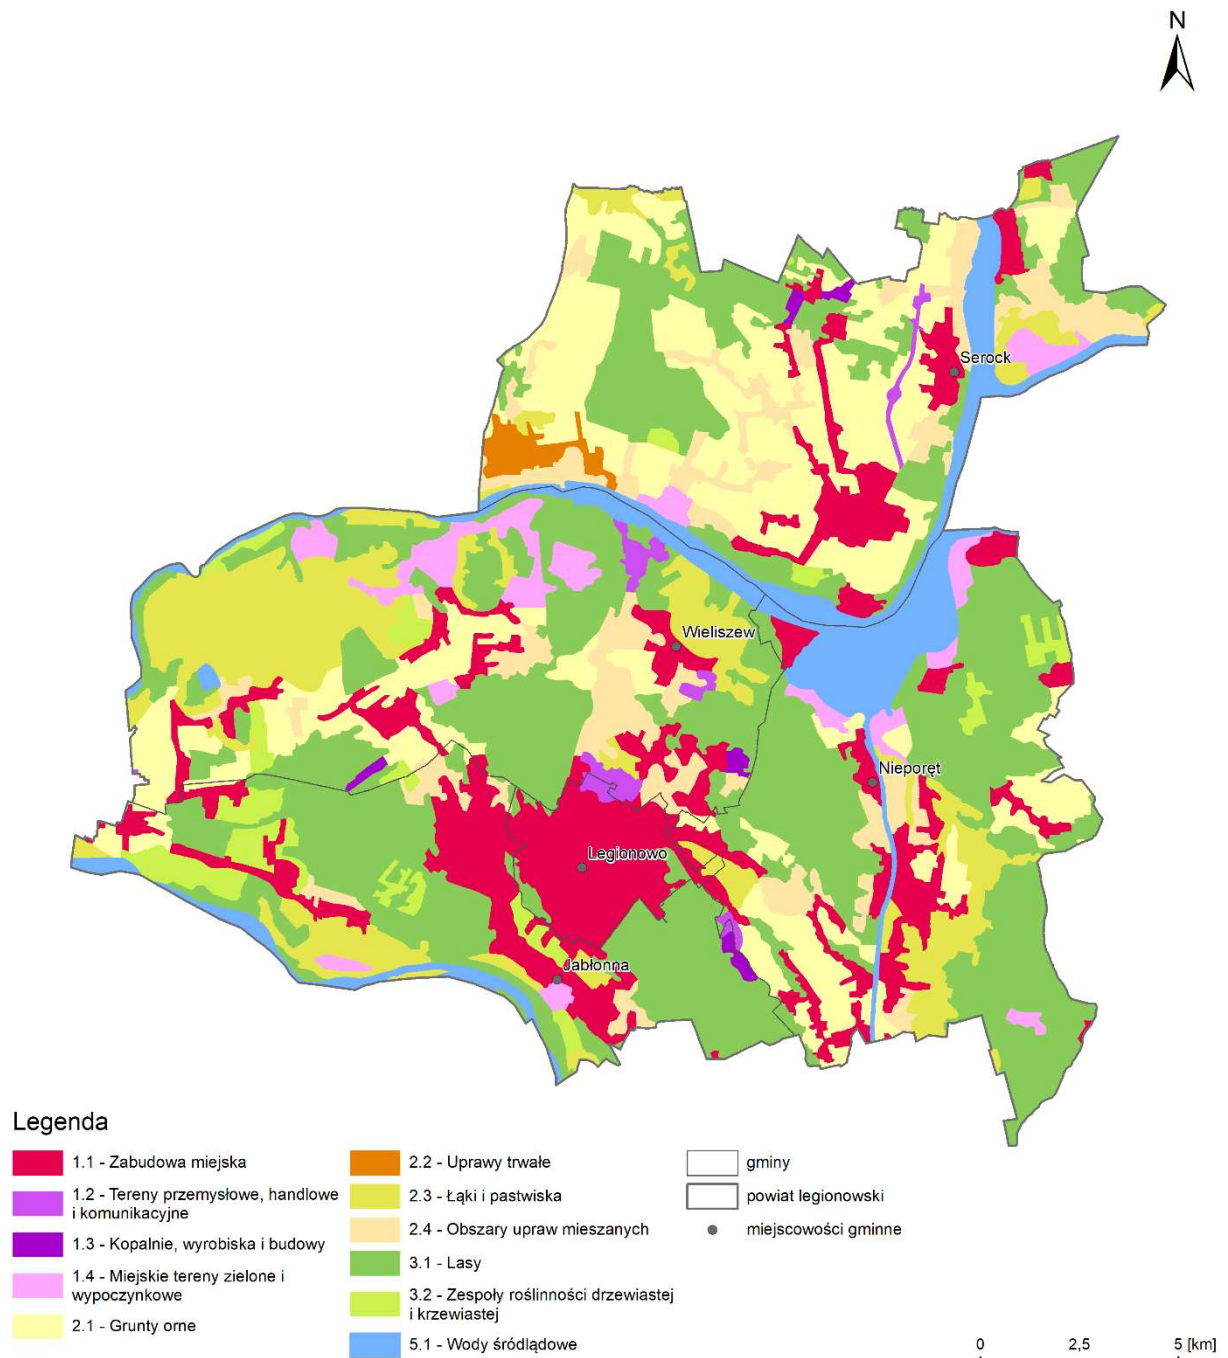 N
Serock
Wieliszew
Nieporęt
Legionowo
Jabłonna
Legenda
1.1 - Zabudowa miejska
1.2 - Tereny przemysłowe, handlowe
i komunikacyjne
1.3 - Kopalnie, wyrobiska i budowy
1.4 - Miejskie tereny zielone i
wypoczynkowe
2.1 - Grunty orne
2.2 - Uprawy trwałe
2.3 - Łąki i pastwiska
2.4 - Obszary upraw mieszanych
3.1 - Lasy
3.2 - Zespoły roślinności drzewiastej
i krzewiastej
5.1 - Wody śródlądowe
gminy
powiat legionowski
miejscowości gminne
0 2,5 5 [km]